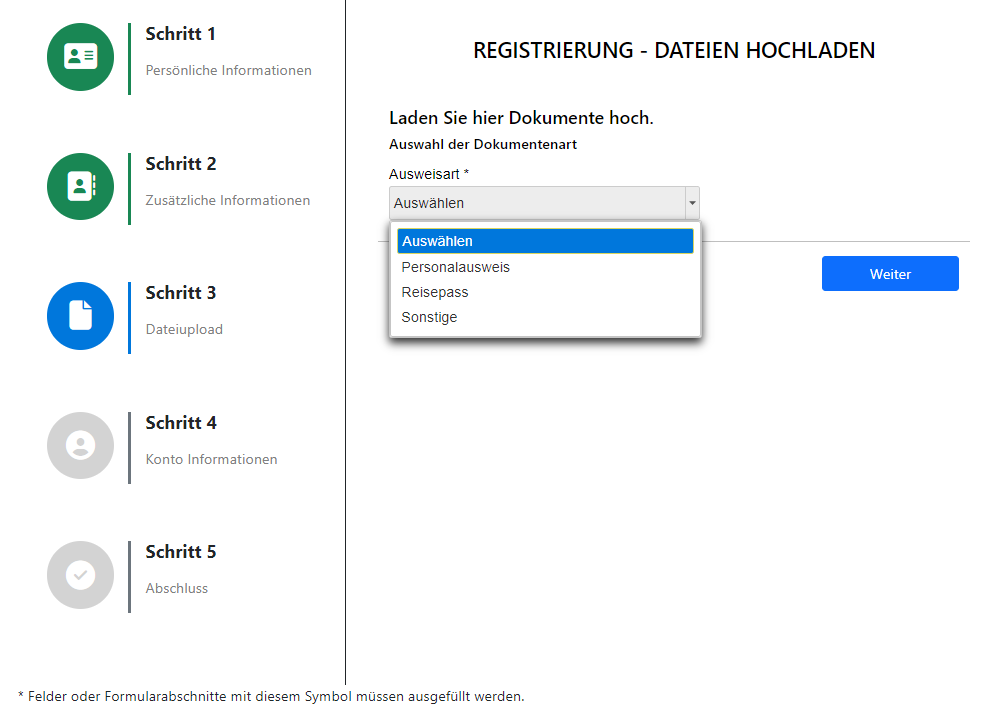 Schritt 1
Persönliche Informationen
Schritt 2
Zusätzliche Informationen
Schritt 3
Dateiupload
Schritt 4
Konto Informationen
Schritt 5
Abschluss
REGISTRIERUNG - DATEIEN HOCHLADEN
Laden Sie hier Dokumente hoch.
Auswahl der Dokumentenart
Ausweisart *
Auswählen
Auswählen
Personalausweis
Reisepass
Sonstige
Weiter
* Felder oder Formularabschnitte mit diesem Symbol müssen ausgefüllt werden.